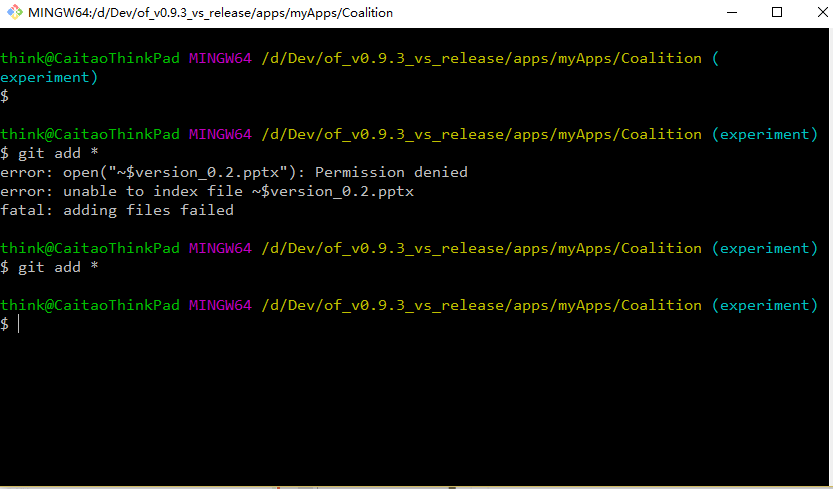 MINGW64:/d/Dev/of_v0.9.3_vs_release/apps/myApps/Coalition
think@CaitaoThinkPad MINGW64 /d/Dev/of_v0.9.3_vs_release/apps/myApps/Coalition (
experiment)
$
think@CaitaoThinkPad MINGW64 /d/Dev/of_v0.9.3_vs_release/apps/myApps/Coalition (experiment)
$ git add *
error: open("~$version_0.2.pptx"): Permission denied
error: unable to index file ~$version_0.2.pptx
fatal: adding files failed
think@CaitaoThinkPad MINGW64 /d/Dev/of_v0.9.3_vs_release/apps/myApps/Coalition (experiment)
$ git add *
think@CaitaoThinkPad MINGW64 /d/Dev/of_v0.9.3_vs_release/apps/myApps/Coalition (experiment)
$